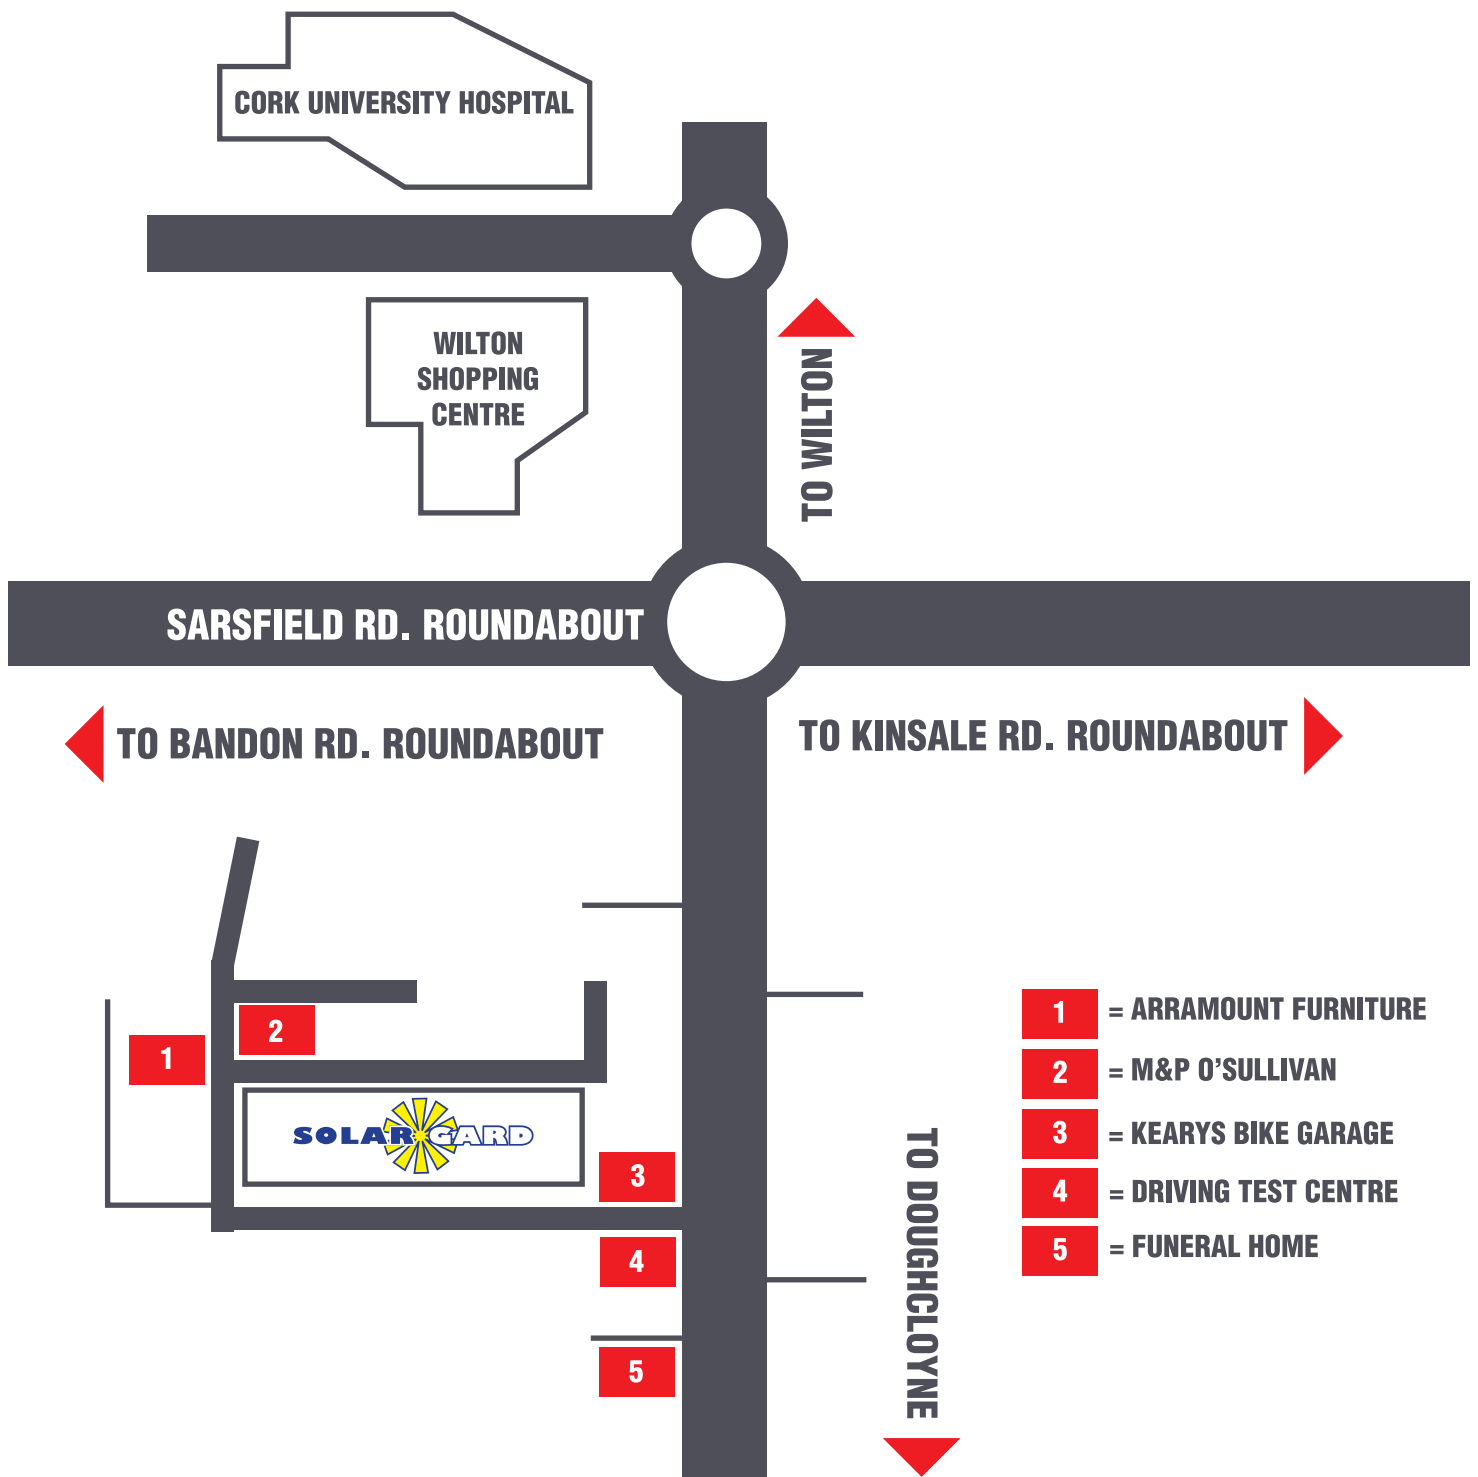 CORK UNIVERSITY HOSPITAL
WILTON
SHOPPING
CENTRE
TO WILTON
SARSFIELD RD. ROUNDABOUT
TO BANDON RD. ROUNDABOUT
TO KINSALE RD. ROUNDABOUT
1
2
SOLAR GARD
3
4
5
TO DOUGHCLOYNE
1 = ARRAMOUNT FURNITURE
2 = M&P O'SULLIVAN
3 = KEARYS BIKE GARAGE
4 = DRIVING TEST CENTRE
5 = FUNERAL HOME